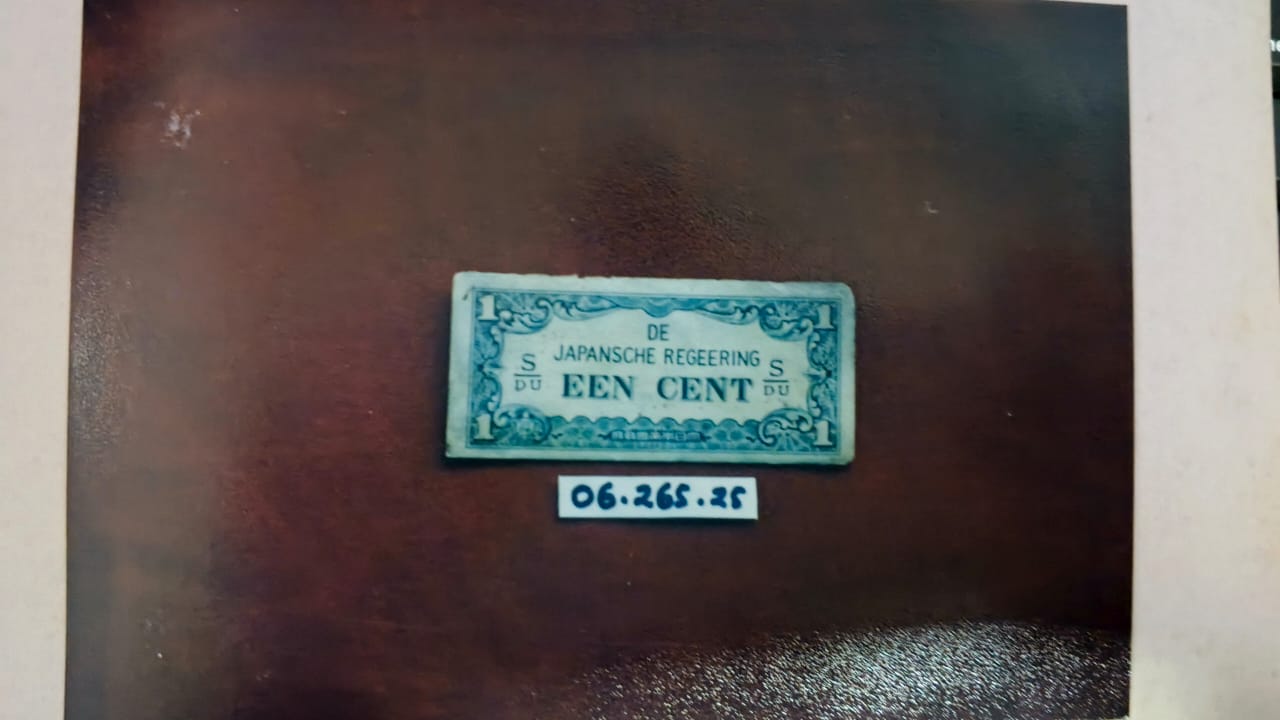 1 1
DE
JAPANSCHE REGEERING
S/DU EEN CENT S/DU
1 1
06.265.25